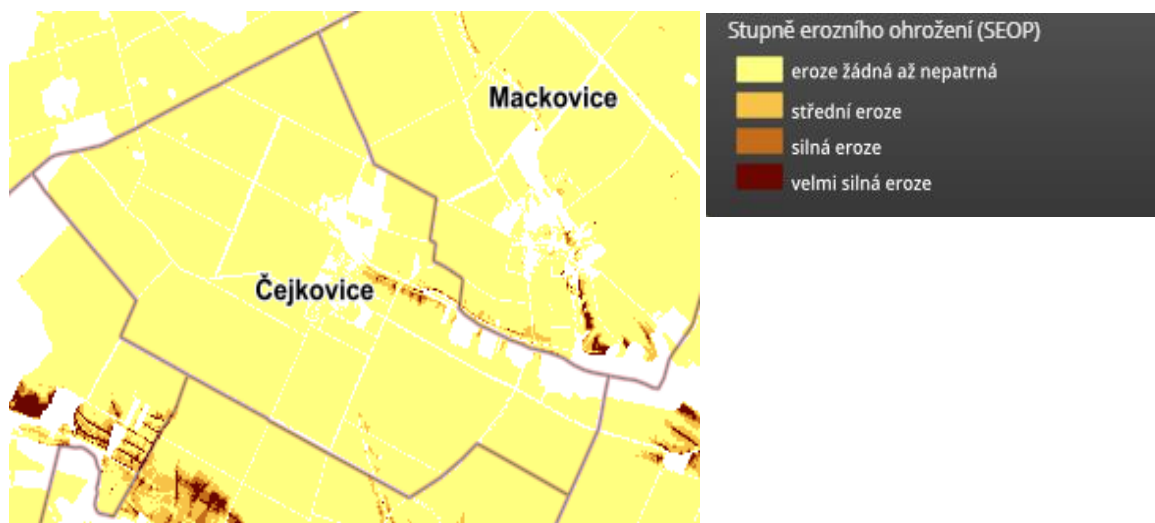 Mackovice
Čejkovice
Stupně erozního ohrožení (SEOP)
eroze žádná až nepatrná
střední eroze
silná eroze
velmi silná eroze